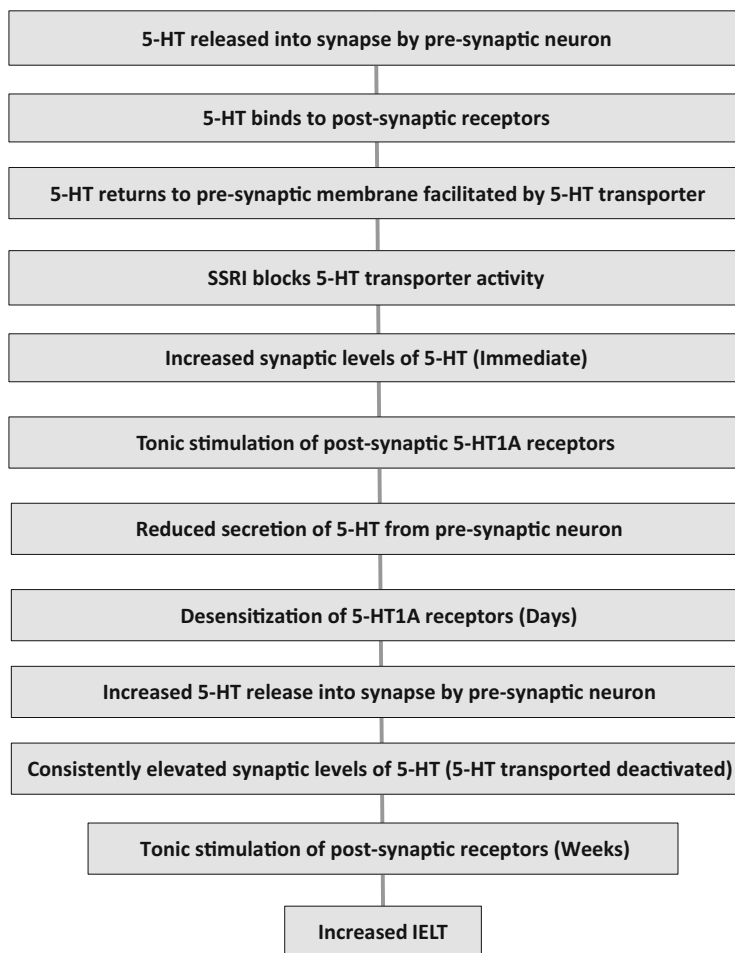 5-HT released into synapse by pre-synaptic neuron
5-HT binds to post-synaptic receptors
5-HT returns to pre-synaptic membrane facilitated by 5-HT transporter
SSRI blocks 5-HT transporter activity
Increased synaptic levels of 5-HT (Immediate)
Tonic stimulation of post-synaptic 5-HT1A receptors
Reduced secretion of 5-HT from pre-synaptic neuron
Desensitization of 5-HT1A receptors (Days)
Increased 5-HT release into synapse by pre-synaptic neuron
Consistently elevated synaptic levels of 5-HT (5-HT transported deactivated)
Tonic stimulation of post-synaptic receptors (Weeks)
Increased IELT